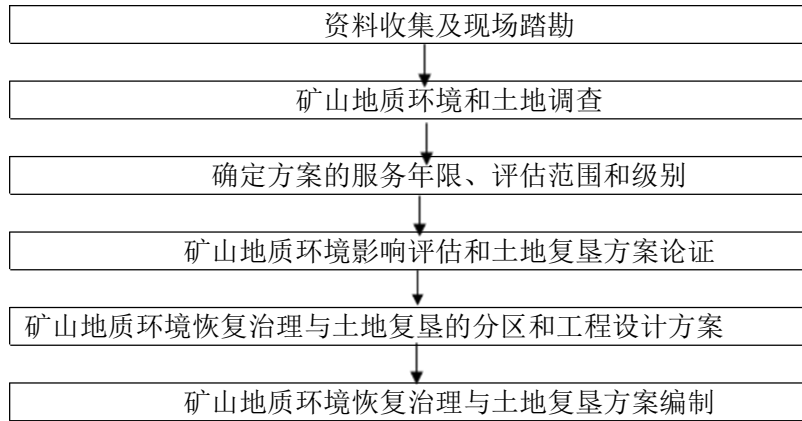 资料收集及现场踏勘
矿山地质环境和土地调查
确定方案的服务年限、评估范围和级别
矿山地质环境影响评估和土地复垦方案论证
矿山地质环境恢复治理与土地复垦的分区和工程设计方案
矿山地质环境恢复治理与土地复垦方案编制